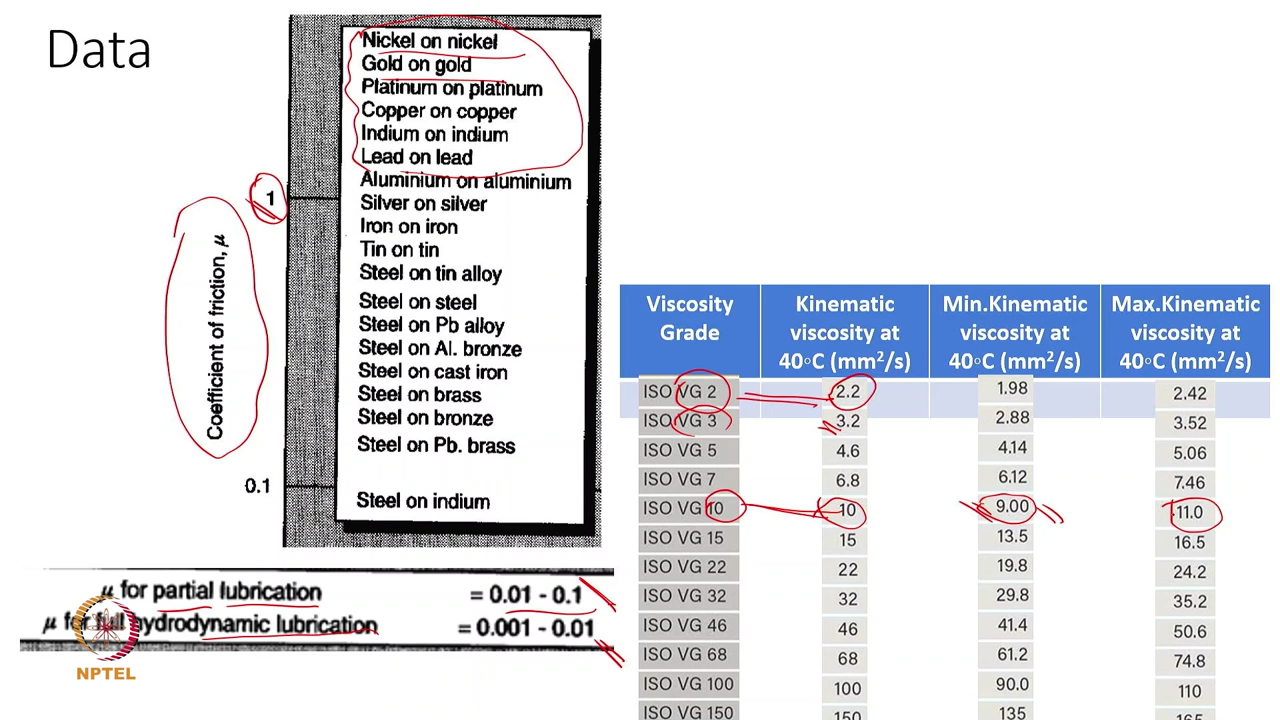 Data
Nickel on nickel
Gold on gold
Platinum on platinum
Copper on copper
Indium on indium
Lead on lead
Aluminium on aluminium
1
Silver on silver
Iron on iron
Tin on tin
Steel on tin alloy
Steel on steel
Steel on Pb alloy
Steel on Al. bronze
Steel on cast iron
Steel on brass
Steel on bronze
Steel on Pb. brass
0.1
Steel on indium
Coefficient of friction, μ
μ for partial lubrication = 0.01 - 0.1
μ for full hydrodynamic lubrication = 0.001 - 0.01
NPTEL
Viscosity Grade Kinematic viscosity at 40◦C (mm²/s) Min.Kinematic viscosity at 40◦C (mm²/s) Max.Kinematic viscosity at 40◦C (mm²/s)
ISO VG 2 2.2 1.98 2.42
ISO VG 3 3.2 2.88 3.52
ISO VG 5 4.6 4.14 5.06
ISO VG 7 6.8 6.12 7.46
ISO VG 10 10 9.00 11.0
ISO VG 15 15 13.5 16.5
ISO VG 22 22 19.8 24.2
ISO VG 32 32 29.8 35.2
ISO VG 46 46 41.4 50.6
ISO VG 68 68 61.2 74.8
ISO VG 100 100 90.0 110
ISO VG 150 150 135 165